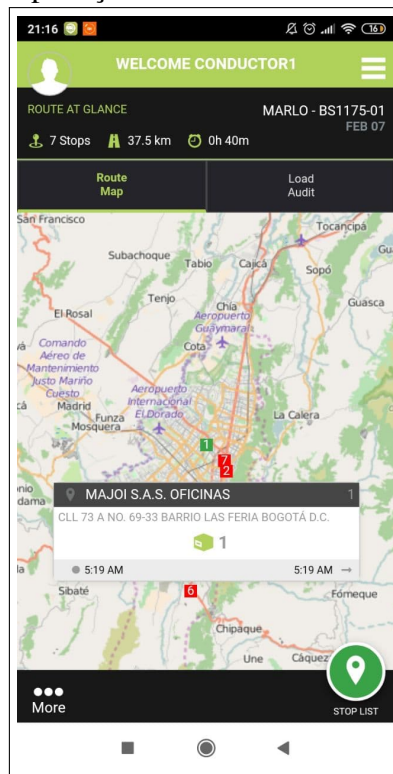 21:16
16
WELCOME CONDUCTOR1
ROUTE AT GLANCE
MARLO - BS1175-01
FEB 07
7 Stops
37.5 km
0h 40m
Route
Map
Load
Audit
San Francisco
Tocancipá
Subachoque
Tabio
Cajicá
Sopó
Gu
Tenjo
Chía
Guasca
El Rosal
Aeropuerto
Guaymaral
Cota
Comando
Aéreo de
Mantenimiento
Justo Mariño
Cuesto
Aeropuerto
Internacional
ElDorado
Madrid
Funza
Mosquera
La Calera
1
7
2
MAJOI S.A.S. OFICINAS
1
CLL 73 A NO. 69-33 BARRIO LAS FERIA BOGOTÁ D.C.
1
5:19 AM
5:19 AM
Sibaté
6
Fómeque
Chipaque
Une
Cáquez
More
STOP LIST